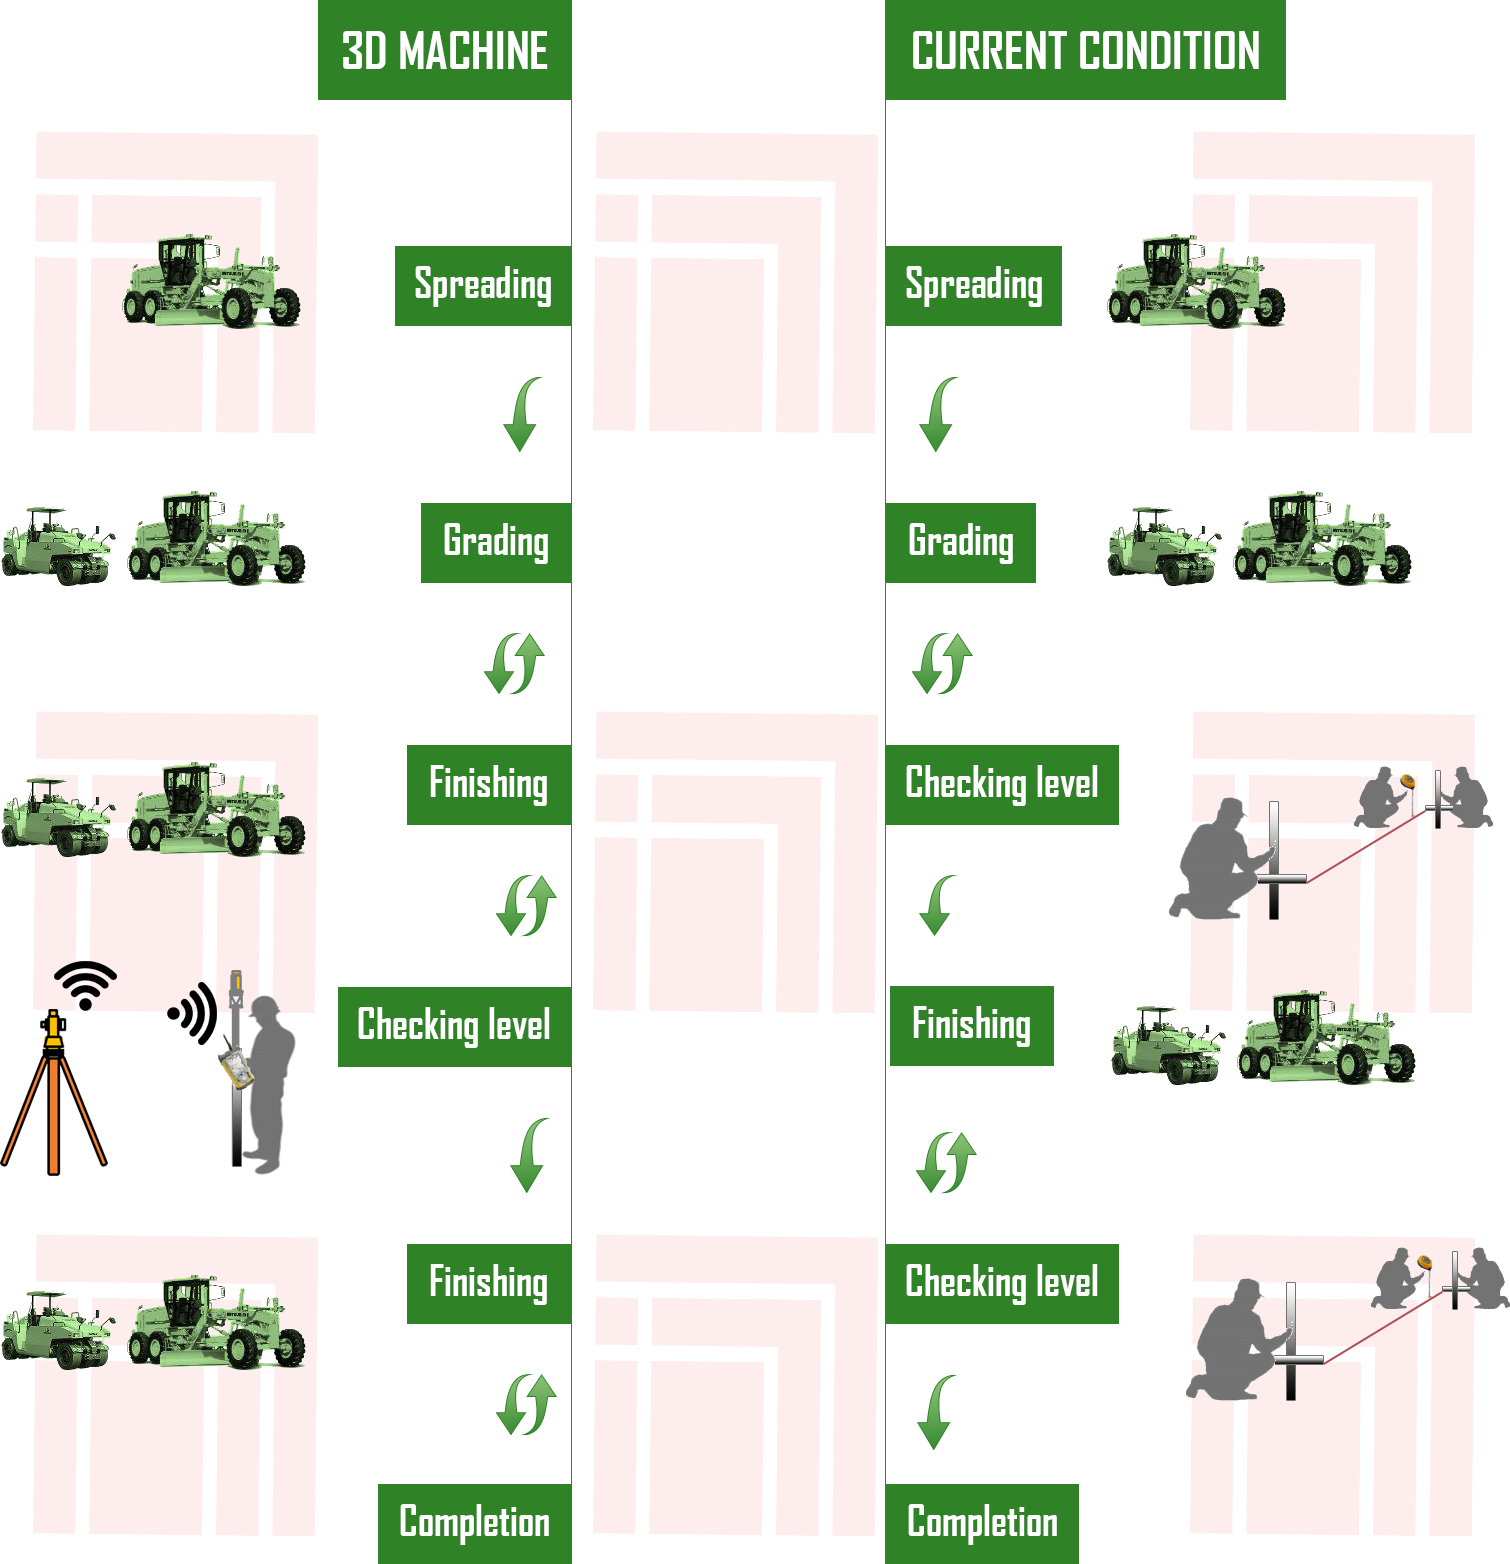 3D MACHINE
CURRENT CONDITION
Spreading
Spreading
Grading
Grading
Finishing
Checking level
Checking level
Finishing
Finishing
Checking level
Completion
Completion